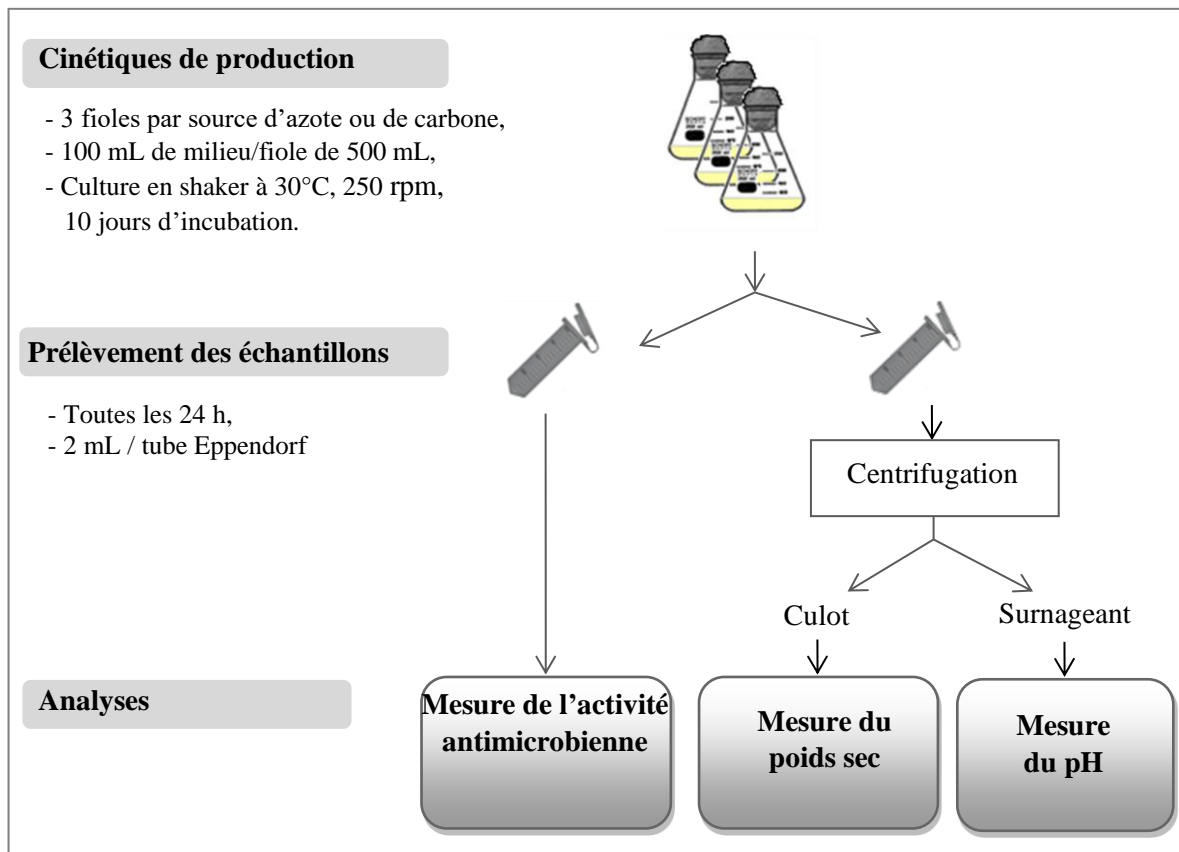 Cinétiques de production
- 3 fioles par source d’azote ou de carbone,
- 100 mL de milieu/fiole de 500 mL,
- Culture en shaker à 30°C, 250 rpm,
10 jours d’incubation.
Prélèvement des échantillons
- Toutes les 24 h,
- 2 mL / tube Eppendorf
Centrifugation
Culot
Surnageant
Analyses
Mesure de l’activité
antimicrobienne
Mesure du
poids sec
Mesure
du pH